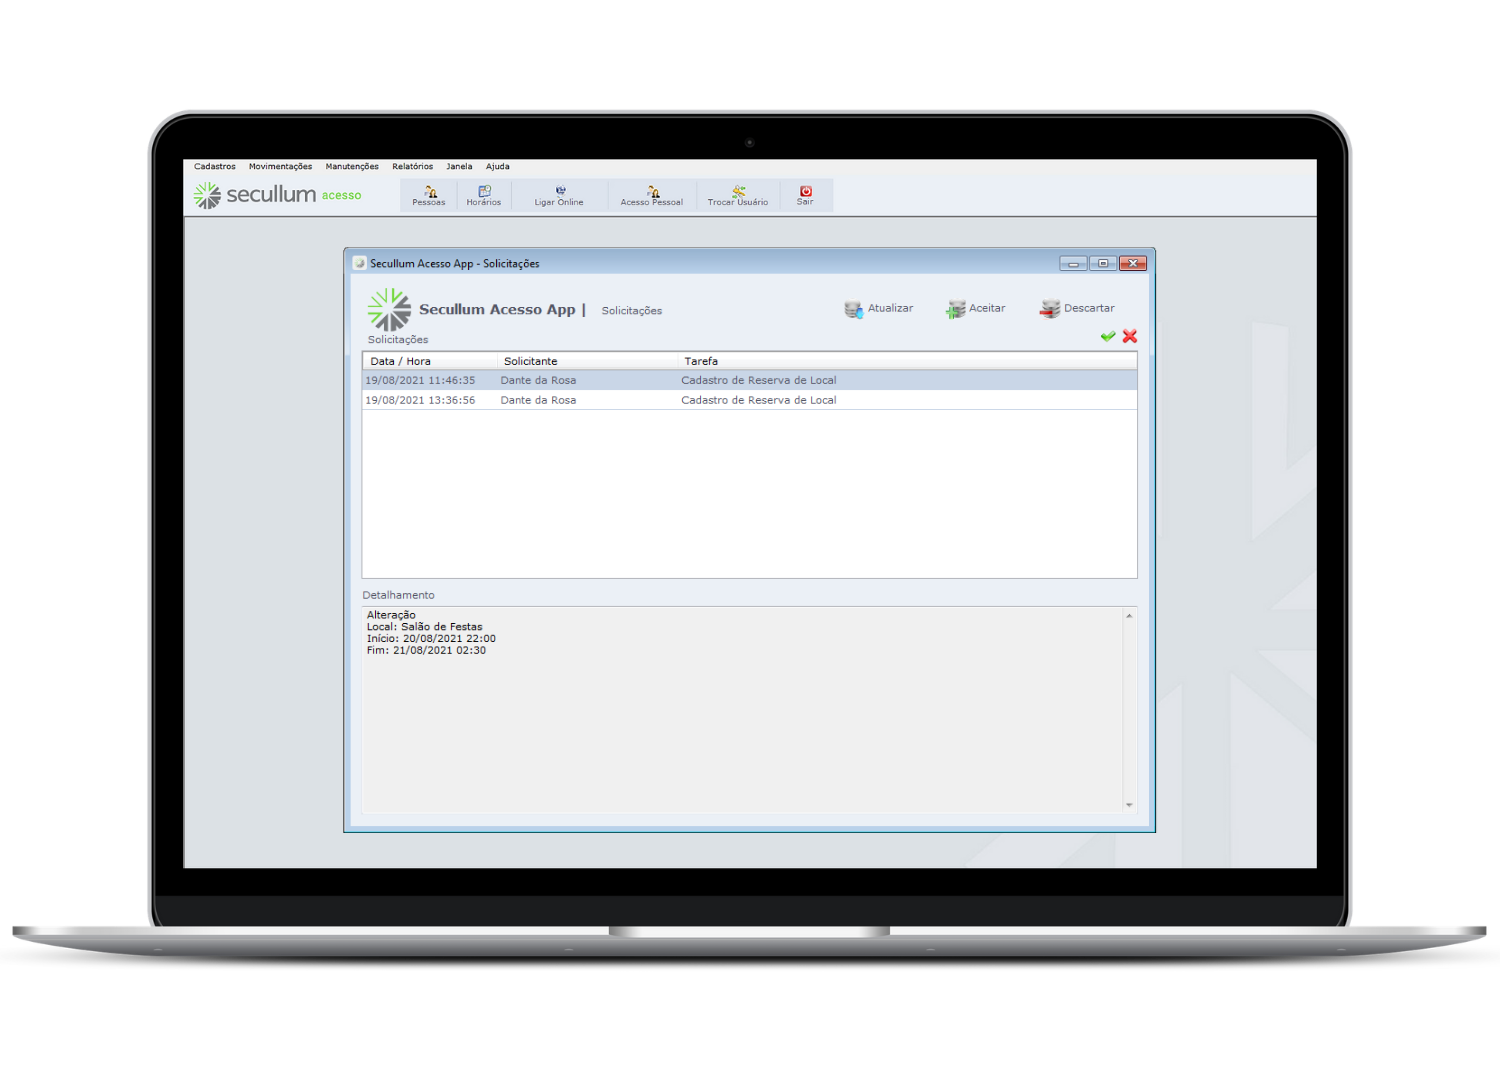 Cadastros Movimentações Manutenções Relatórios Janela Ajuda
secullum acesso
Pessoas Horários Ligar Online Acesso Pessoal Trocar Usuário Sair
Secullum Acesso App - Solicitações
Secullum Acesso App | Solicitações
Atualizar Aceitar Descartar
Solicitações
Data / Hora Solicitante Tarefa
19/08/2021 11:46:35 Dante da Rosa Cadastro de Reserva de Local
19/08/2021 13:36:56 Dante da Rosa Cadastro de Reserva de Local
Detalhamento
Alteração
Local: Salão de Festas
Início: 20/08/2021 22:00
Fim: 21/08/2021 02:30